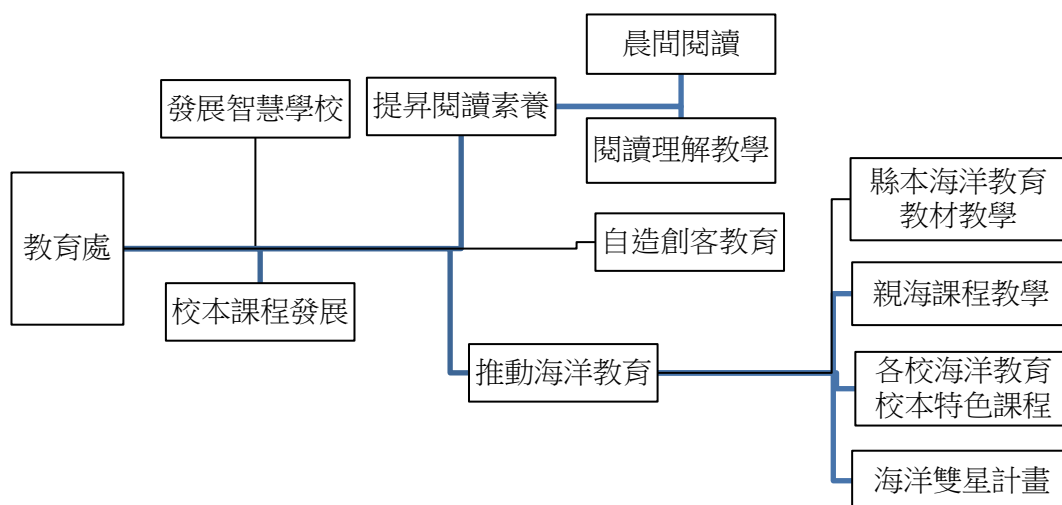 晨間閱讀
發展智慧學校
提昇閱讀素養
閱讀理解教學
縣本海洋教育
教材教學
教育處
自造創客教育
親海課程教學
校本課程發展
推動海洋教育
各校海洋教育
校本特色課程
海洋雙星計畫